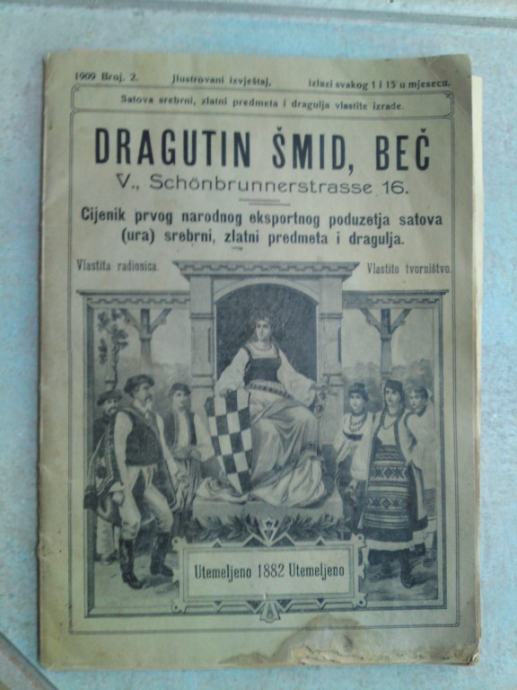 1909 Broj. 2. Jlustrovani izvještaj, izlazi svakog 1 i 15 u mjesecu.
Satova srebrni, zlatni predmeta i dragulja vlastite izrade.
DRAGUTIN ŠMID, BEČ
V., Schönbrunnerstrasse 16.
Cijenik prvog narodnog eksportnog poduzetja satova
(ura) srebrni, zlatni predmeta i dragulja.
Vlastita radionica. Vlastito tvorništvo.
Utemeljeno 1882 Utemeljeno